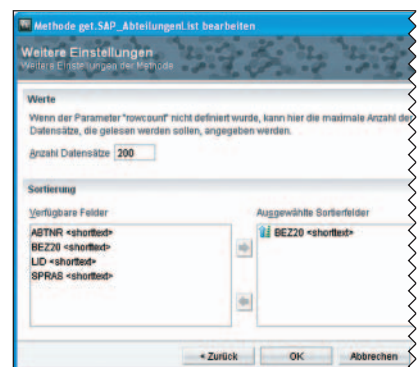 Methode get.SAP_AbteilungenList bearbeiten
Weitere Einstellungen
Weitere Einstellungen der Methode
Werte
Wenn der Parameter "rowcount" nicht definiert wurde, kann hier die maximale Anzahl der
Datensätze, die gelesen werden sollen, angegeben werden.
Anzahl Datensätze 200
Sortierung
Verfügbare Felder Ausgewählte Sortierfelder
ABTNR <shorttext> BEZ20 <shorttext>
BEZ20 <shorttext>
LID <shorttext>
SPRAS <shorttext>
< Zurück OK Abbrechen